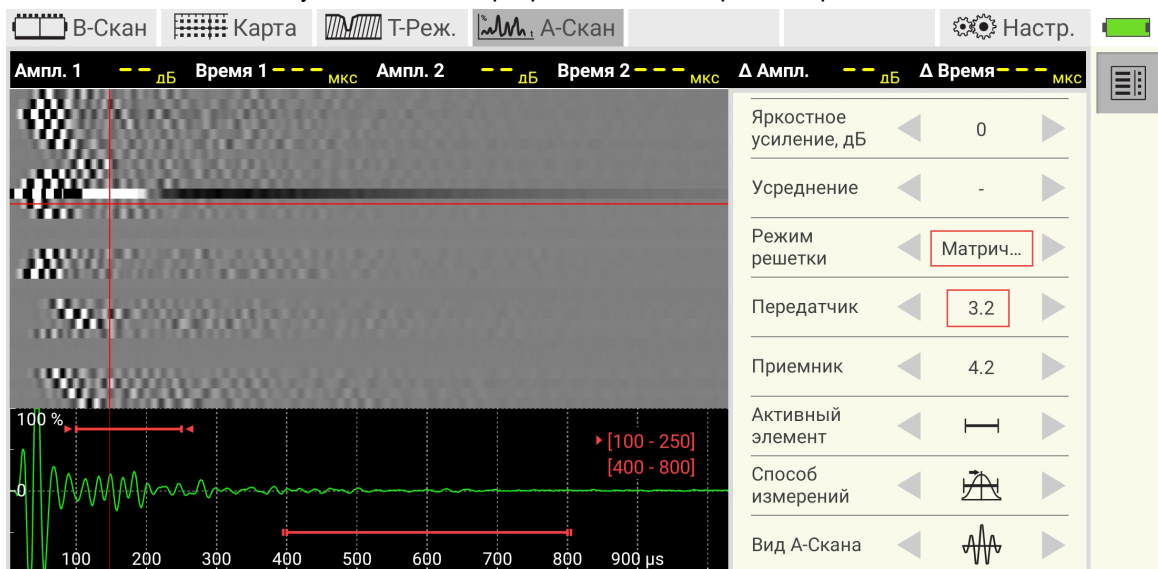 В-Скан Карта Т-Реж. А-Скан Настр.
Ампл. 1 – – дБ Время 1 – – – мкс Ампл. 2 – – дБ Время 2 – – – мкс Δ Ампл. – – дБ Δ Время – – – мкс
Яркостное
усиление, дБ
0
Усреднение
-
Режим
решетки
Матрич...
Передатчик
3.2
Приемник
4.2
Активный
элемент
Способ
измерений
Вид А-Скана
100 %
[100 - 250]
[400 - 800]
0
100 200 300 400 500 600 700 800 900 µs